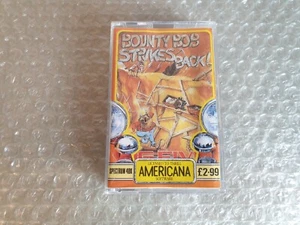 BOUNTY BOB
STRIKES BACK!
SPECTRUM 48K
AMERICANA
£2.99